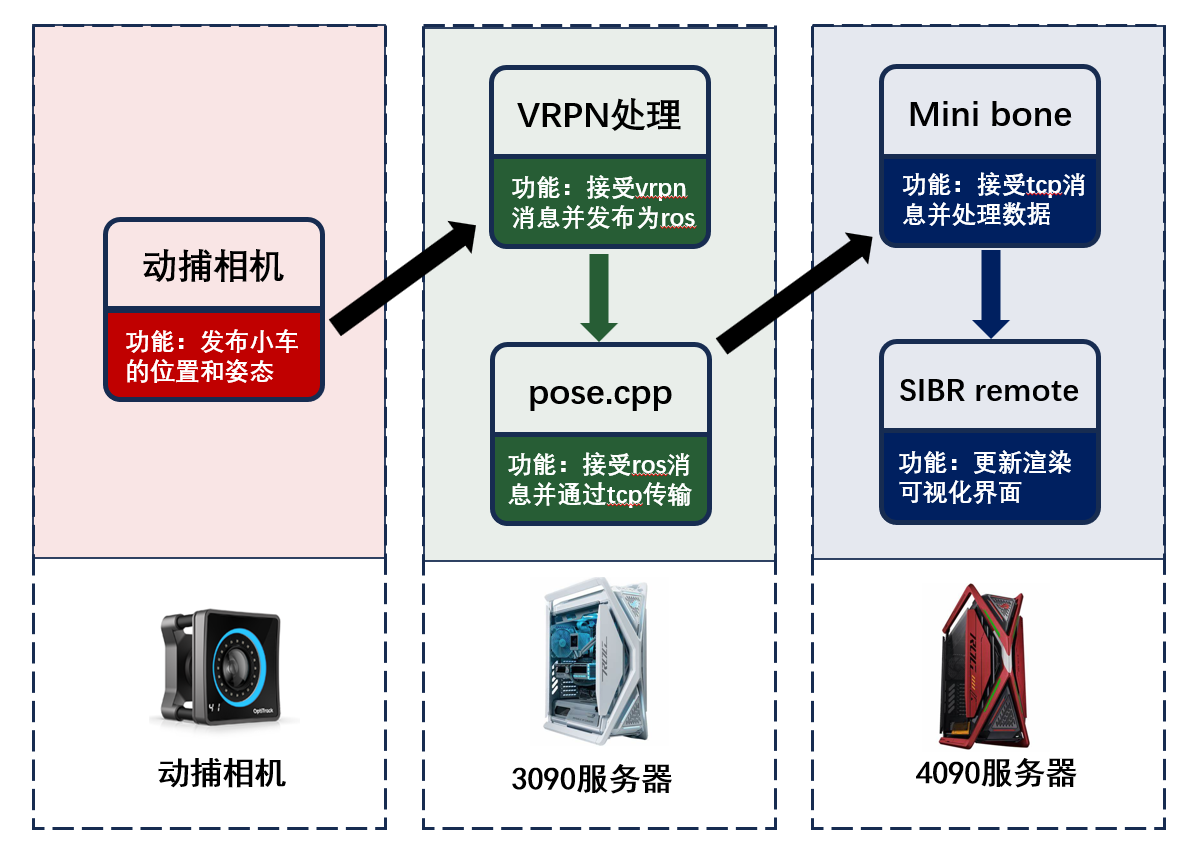 动捕相机
功能：发布小车
的位置和姿态
VRPN处理
功能：接受vrpn
消息并发布为ros
pose.cpp
功能：接受ros消
息并通过tcp传输
Mini bone
功能：接受tcp消
息并处理数据
SIBR remote
功能：更新渲染
可视化界面
41
OptiTrack
动捕相机
3090服务器
4090服务器